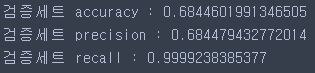 검증세트 accuracy : 0.6844601991346505
검증세트 precision : 0.684479432772014
검증세트 recall : 0.9999238385377